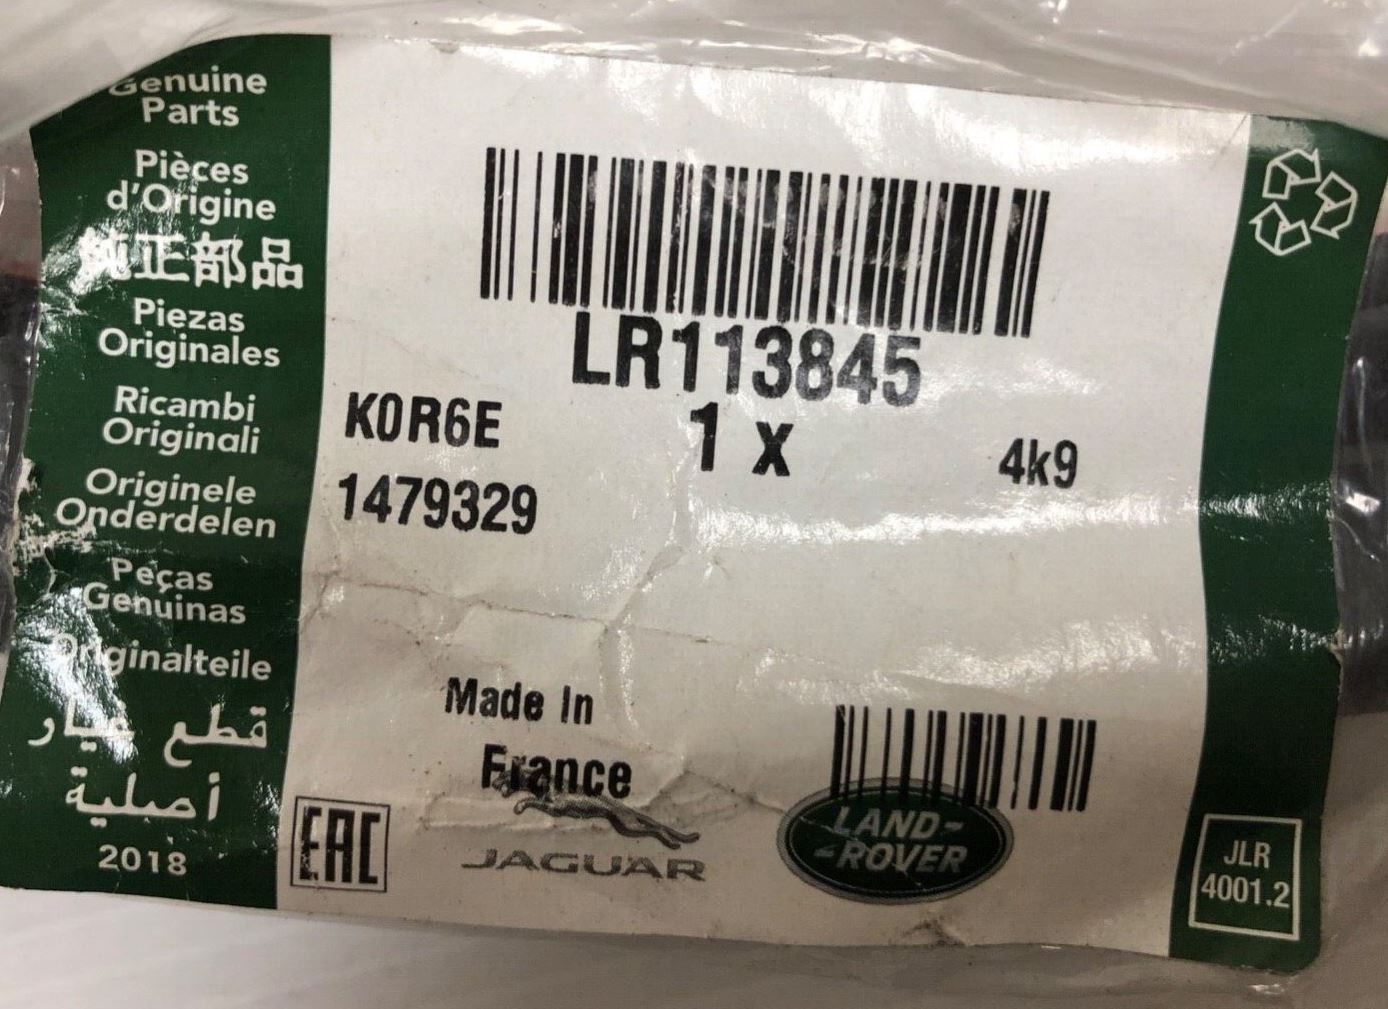 Genuine
Parts
Pièces
d'Origine
純正部品
Piezas
Originales
Ricambi
Originali
Originele
Onderdelen
Peças
Genuinas
Originalteile
قطع غيار
أصلية
2018
LR113845
K0R6E
1 x
4k9
1479329
Made In
France
EAC
JAGUAR
LAND-
-ROVER
JLR
4001.2